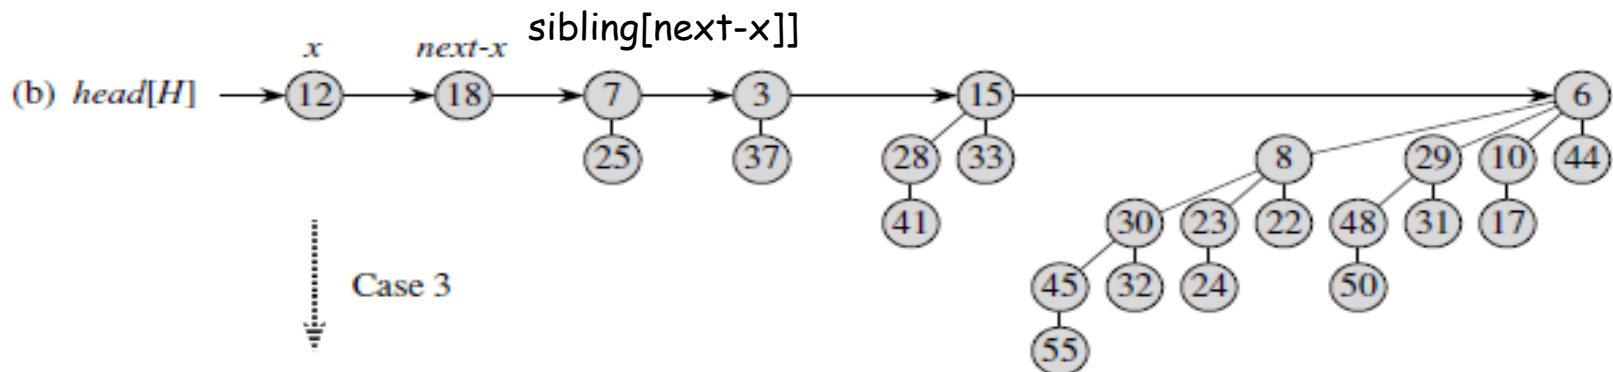 sibling[next-x]]
x next-x
(b) head[H] 12 18 7 3 15 6
25 37 28 33 8 29 10 44
41 30 23 22 48 31 17
Case 3 45 32 24 50
55